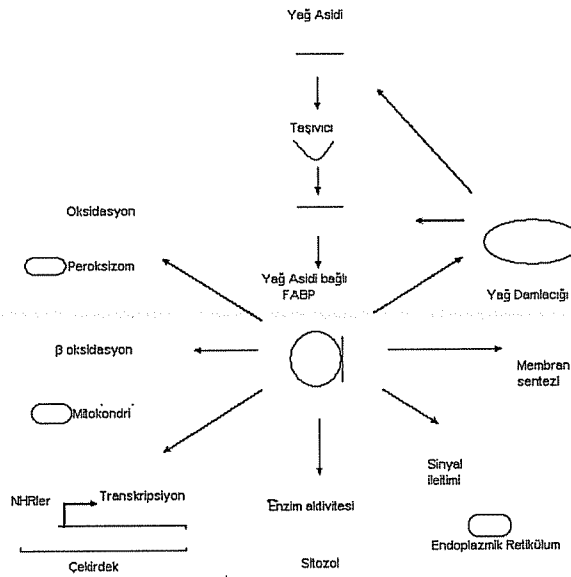 Yağ Asidi
Taşıyıcı
Oksidasyon
Peroksizom
Yağ Asidi bağlı
FABP
Yağ Damlacığı
β oksidasyon
Membran
sentezi
Mitokondri
Sinyal
iletimi
NHRler
Transkripsiyon
Enzim aktivitesi
Endoplazmik Retikülum
Çekirdek
Sitozol